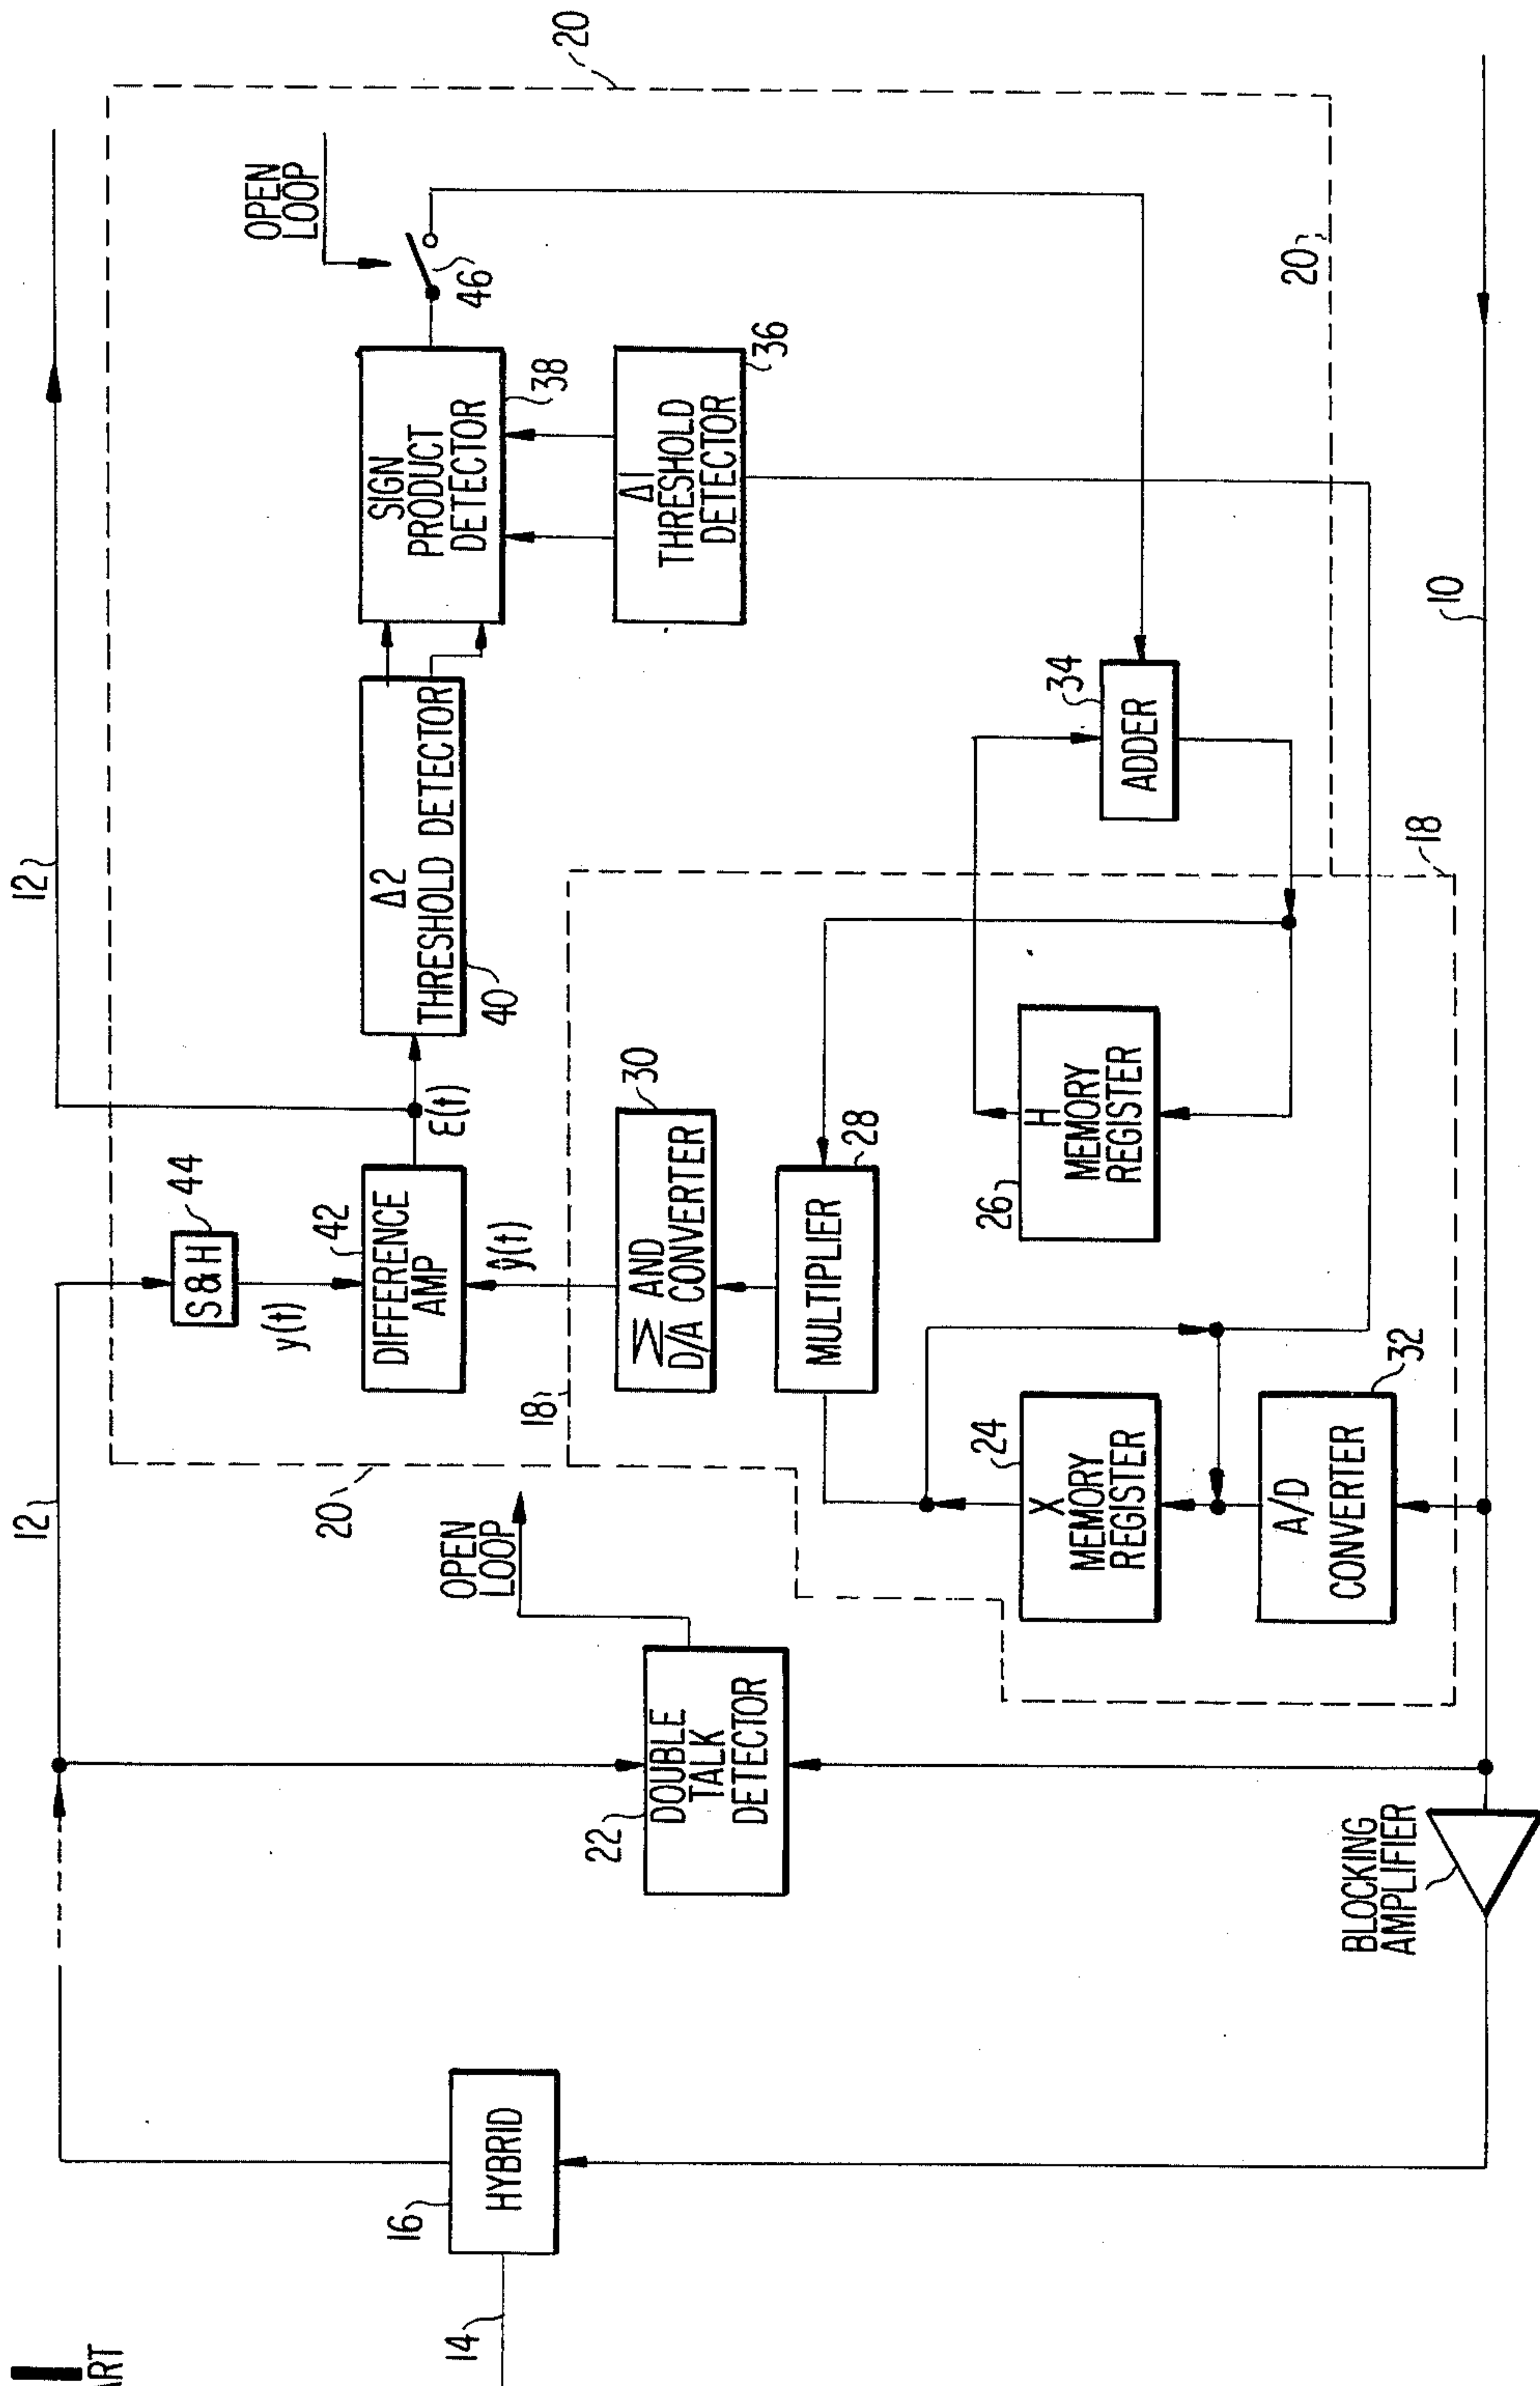 ART
14
16
HYBRID
12
12
DOUBLE
TALK
DETECTOR
22
OPEN
LOOP
BLOCKING
AMPLIFIER
20
S & H
44
y(t)
DIFFERENCE
AMP
42
ŷ(t)
ε(t)
Δ2
THRESHOLD DETECTOR
40
SIGN
PRODUCT
DETECTOR
38
OPEN
LOOP
46
20
Δ1
THRESHOLD
DETECTOR
36
18
Σ AND
D/A CONVERTER
30
MULTIPLIER
28
X
MEMORY
REGISTER
24
H
MEMORY
REGISTER
26
ADDER
34
20
A/D
CONVERTER
32
18
10